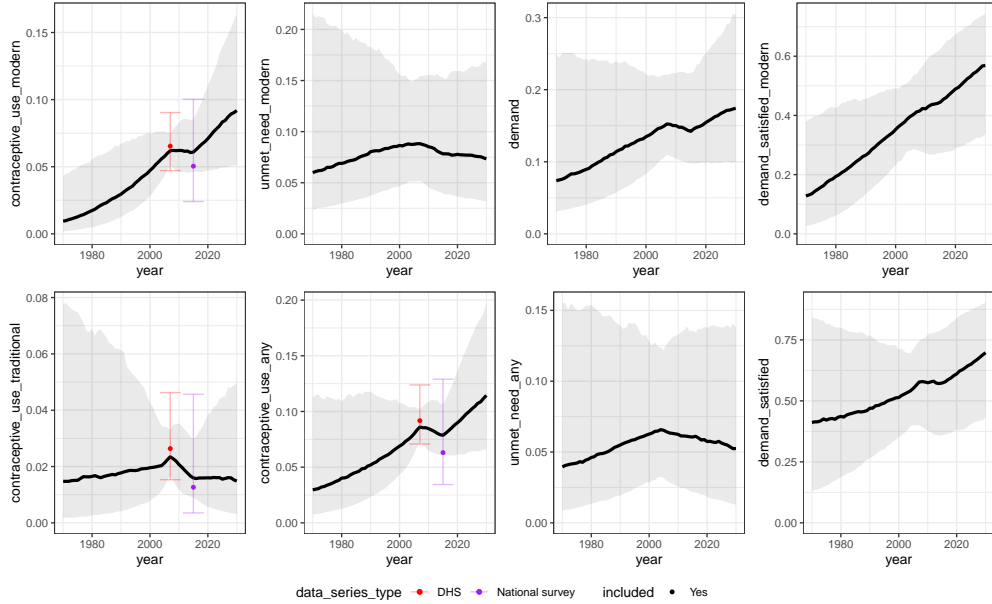 contraceptive_use_modern
0.15
0.10
0.05
0.00
1980
2000
2020
year
unmet_need_modern
0.20
0.15
0.10
0.05
0.00
1980
2000
2020
year
demand
0.3
0.2
0.1
0.0
1980
2000
2020
year
demand_satisfied_modern
0.6
0.4
0.2
0.0
1980
2000
2020
year
contraceptive_use_traditional
0.08
0.06
0.04
0.02
0.00
1980
2000
2020
year
contraceptive_use_any
0.20
0.15
0.10
0.05
0.00
1980
2000
2020
year
unmet_need_any
0.15
0.10
0.05
0.00
1980
2000
2020
year
demand_satisfied
0.75
0.50
0.25
0.00
1980
2000
2020
year
data_series_type
DHS
National survey
included
Yes